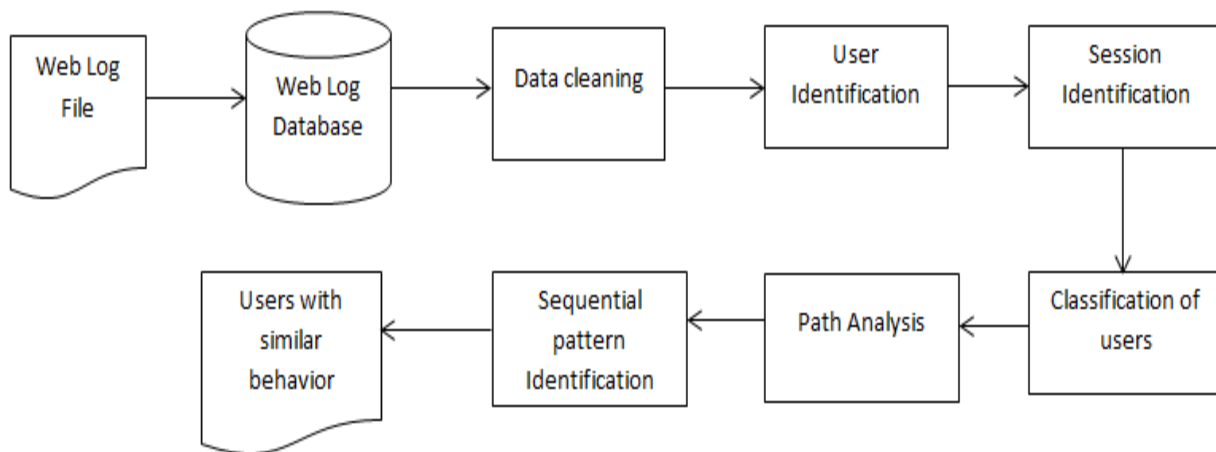 Web Log
File
Web Log
Database
Data cleaning
User
Identification
Session
Identification
Classification of
users
Path Analysis
Sequential
pattern
Identification
Users with
similar
behavior